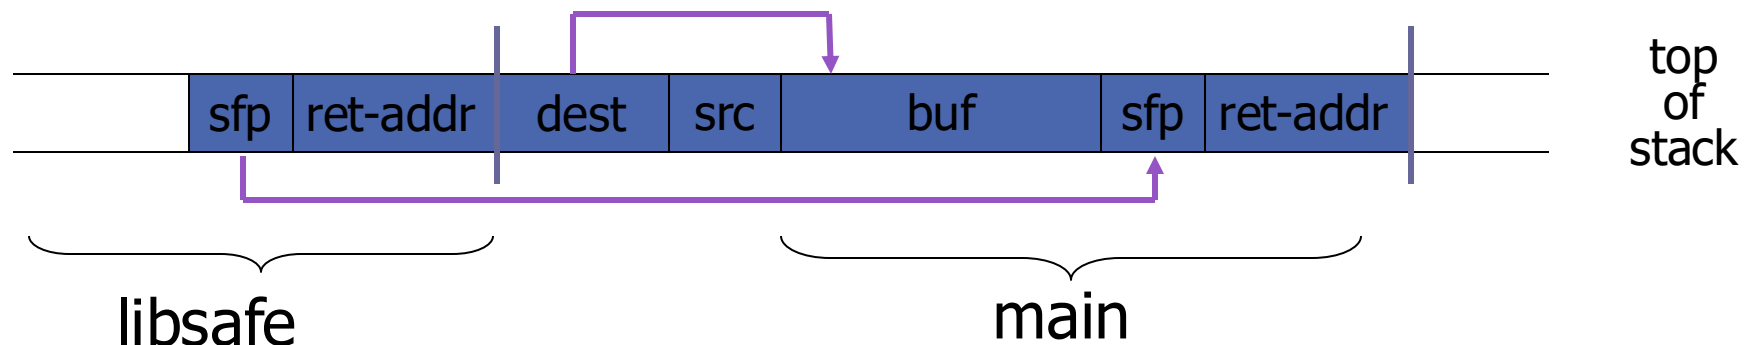 sfp ret-addr dest src buf sfp ret-addr
top
of
stack
libsafe
main